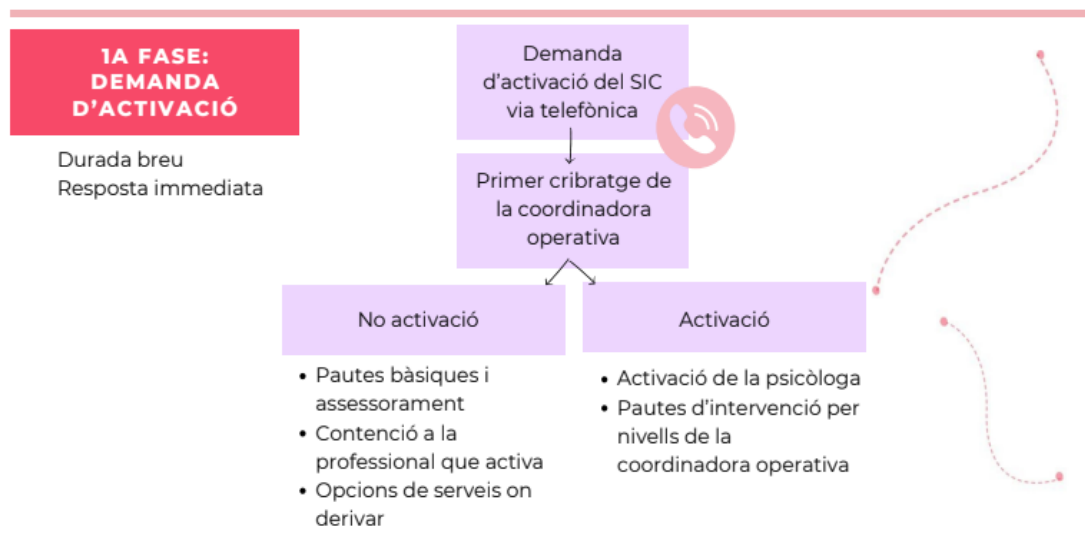 1A FASE:
DEMANDA
D'ACTIVACIÓ
Durada breu
Resposta immediata
Demanda
d'activació del SIC
via telefònica
Primer cribratge de
la coordinadora
operativa
No activació
• Pautes bàsiques i
assessorament
• Contenció a la
professional que activa
• Opcions de serveis on
derivar
Activació
• Activació de la psicòloga
• Pautes d'intervenció per
nivells de la
coordinadora operativa